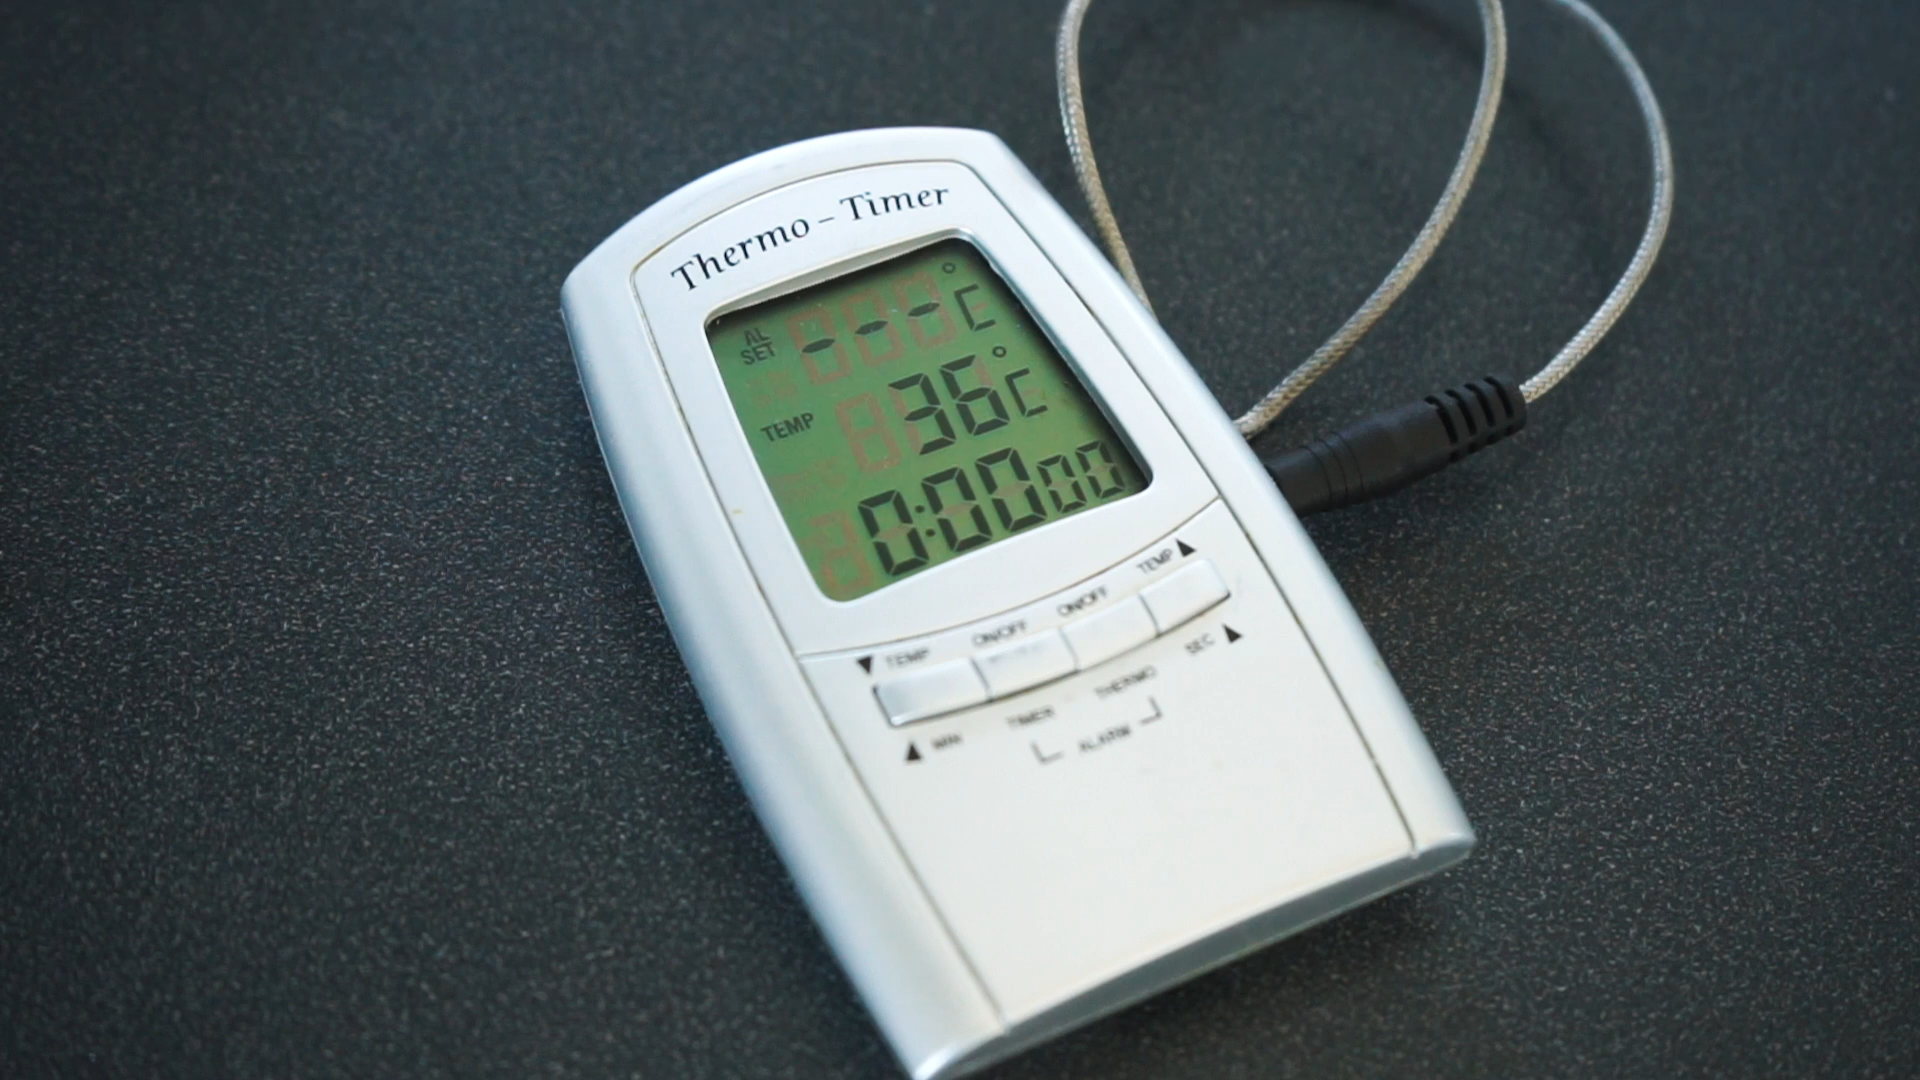 Thermo - Timer
AL SET ---°C
TEMP 36°C
0:00 00
▼ TEMP ON/OFF ON/OFF TEMP ▲
▲ MIN TIMER THERMO SEC ▲
ALARM